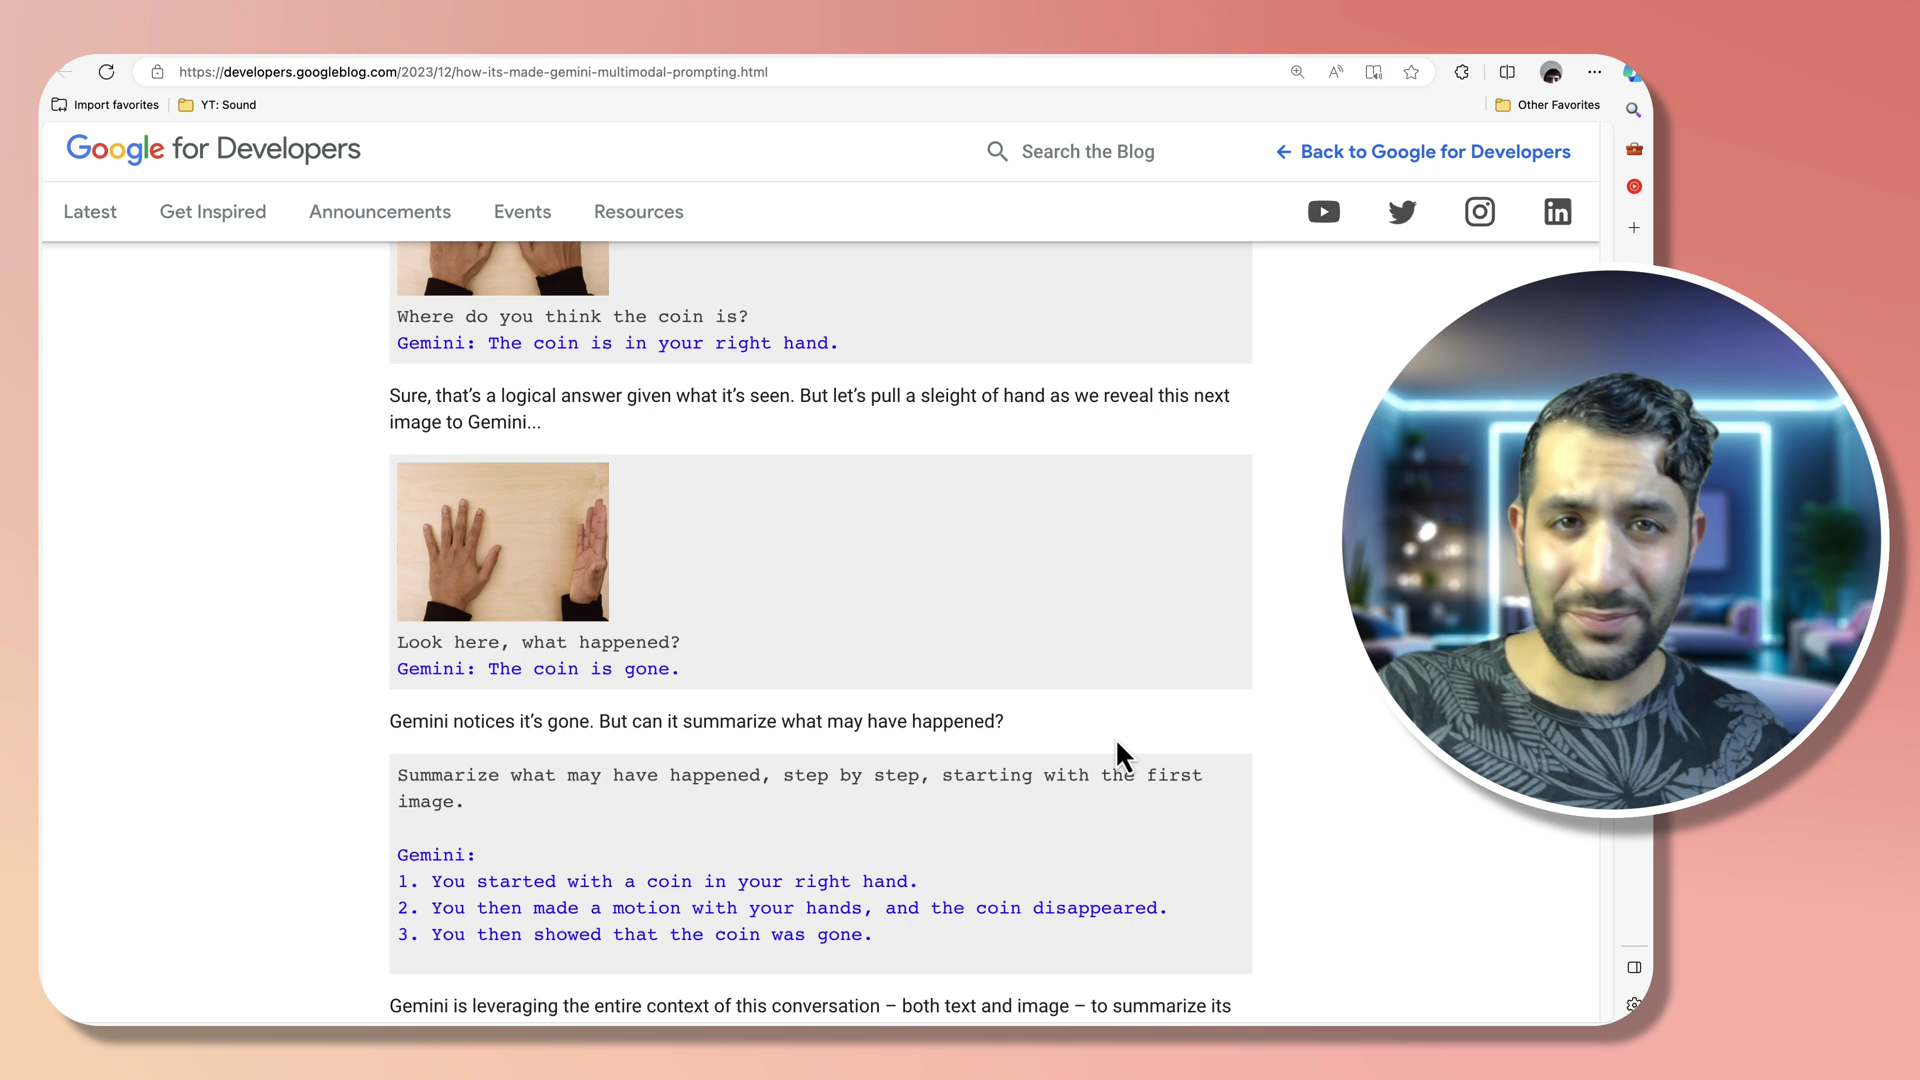 https://developers.googleblog.com/2023/12/how-its-made-gemini-multimodal-prompting.html
Import favorites
YT: Sound
Other Favorites
Google for Developers
Search the Blog
Back to Google for Developers
Latest
Get Inspired
Announcements
Events
Resources
Where do you think the coin is?
Gemini: The coin is in your right hand.
Sure, that’s a logical answer given what it’s seen. But let’s pull a sleight of hand as we reveal this next
image to Gemini...
Look here, what happened?
Gemini: The coin is gone.
Gemini notices it’s gone. But can it summarize what may have happened?
Summarize what may have happened, step by step, starting with the first
image.
Gemini:
1. You started with a coin in your right hand.
2. You then made a motion with your hands, and the coin disappeared.
3. You then showed that the coin was gone.
Gemini is leveraging the entire context of this conversation – both text and image – to summarize its